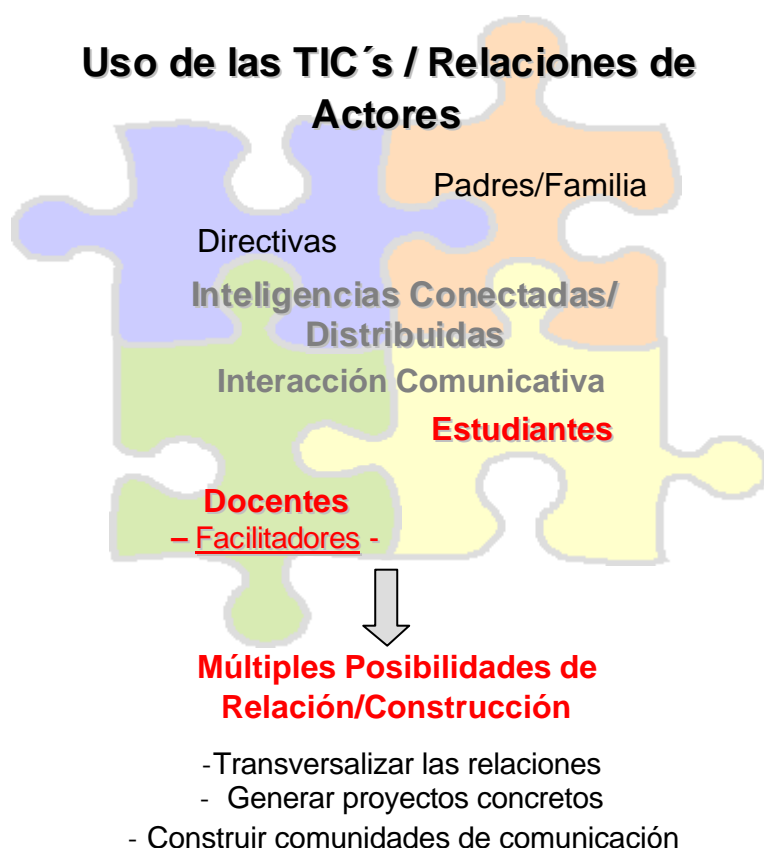 Uso de las TIC´s / Relaciones de
Actores
Padres/Familia
Directivas
Inteligencias Conectadas/
Distribuidas
Interacción Comunicativa
Estudiantes
Docentes
– Facilitadores -
Múltiples Posibilidades de
Relación/Construcción
-Transversalizar las relaciones
- Generar proyectos concretos
- Construir comunidades de comunicación